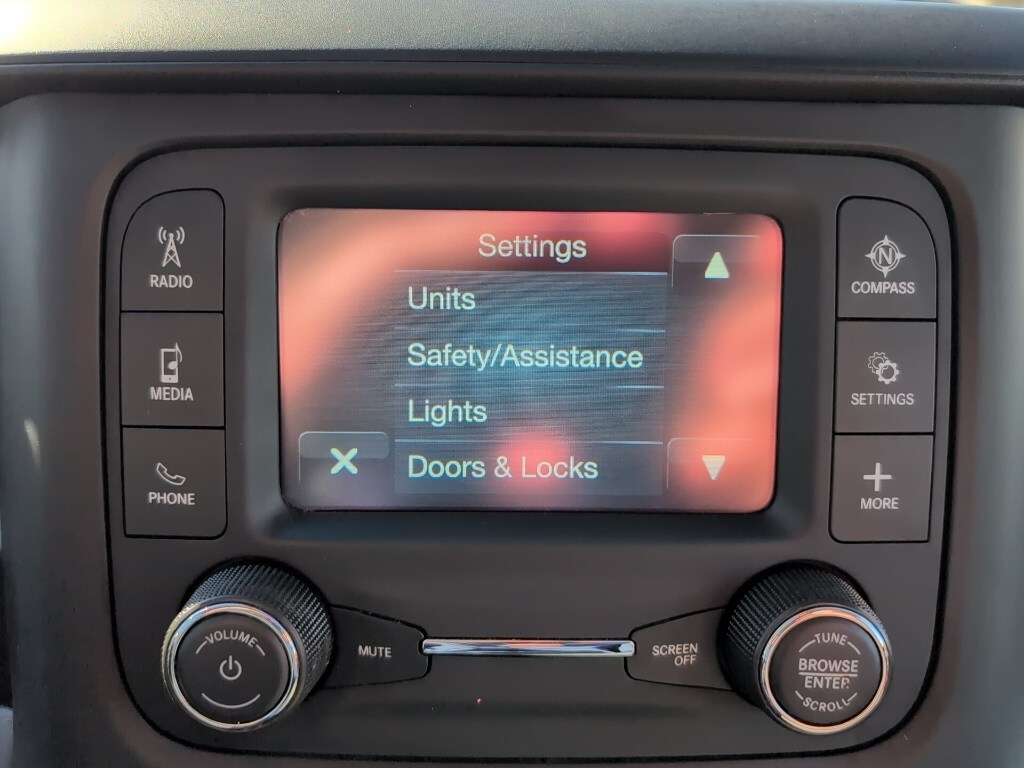 RADIO
MEDIA
PHONE
Settings
Units
Safety/Assistance
Lights
Doors & Locks
N
COMPASS
SETTINGS
MORE
VOLUME
MUTE
SCREEN
OFF
TUNE
BROWSE
ENTER
SCROLL